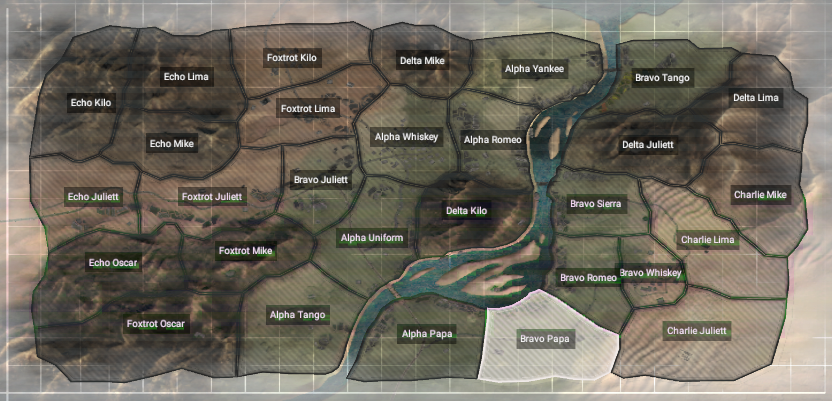 Foxtrot Kilo
Delta Mike
Alpha Yankee
Echo Lima
Bravo Tango
Echo Kilo
Delta Lima
Foxtrot Lima
Alpha Whiskey
Alpha Romeo
Echo Mike
Delta Juliett
Bravo Juliett
Echo Juliett
Foxtrot Juliett
Charlie Mike
Bravo Sierra
Delta Kilo
Alpha Uniform
Charlie Lima
Foxtrot Mike
Echo Oscar
Bravo Romeo
Bravo Whiskey
Alpha Tango
Foxtrot Oscar
Alpha Papa
Bravo Papa
Charlie Juliett